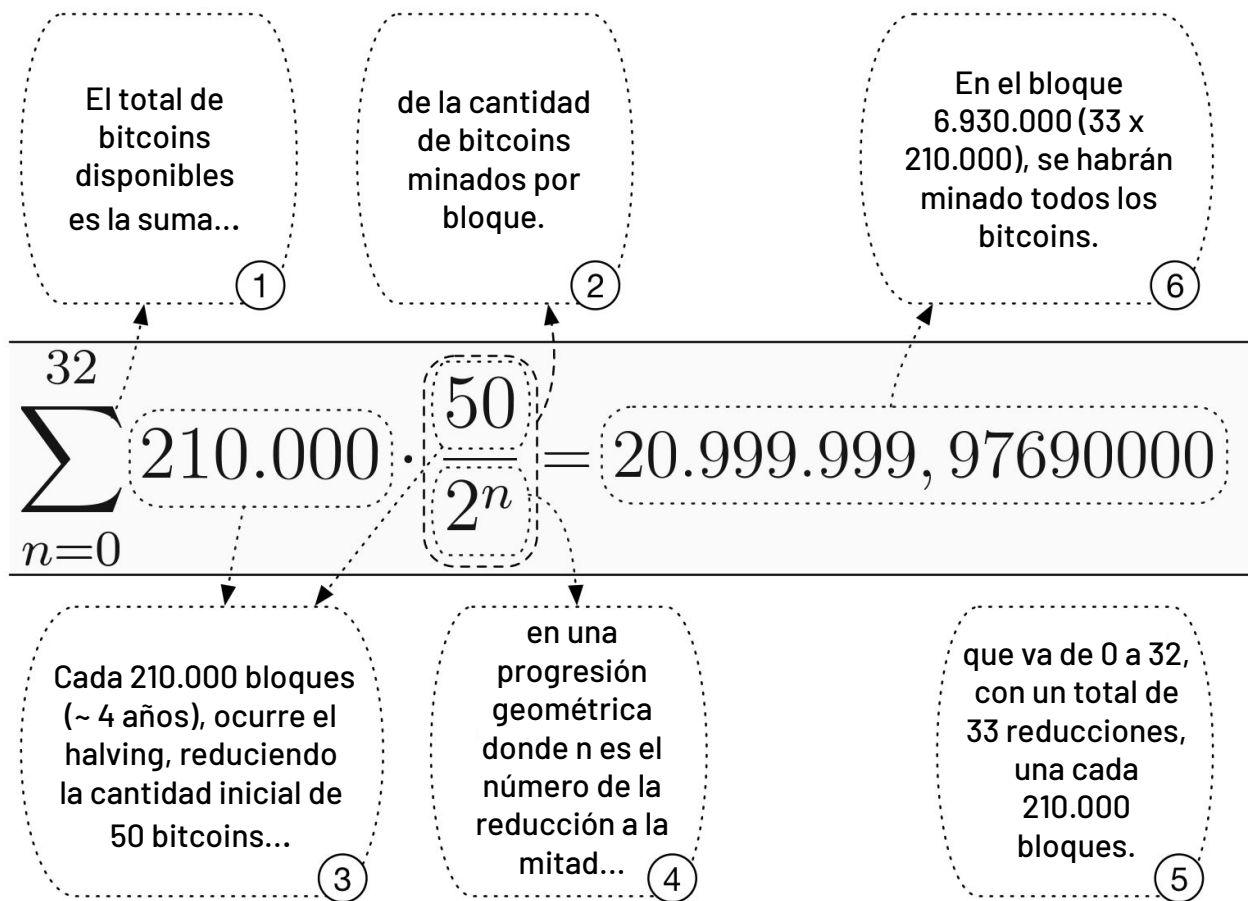 El total de
bitcoins
disponibles
es la suma...
1
de la cantidad
de bitcoins
minados por
bloque.
2
En el bloque
6.930.000 (33 x
210.000), se habrán
minado todos los
bitcoins.
6
32
∑ 210.000 · 50/2ⁿ = 20.999.999, 97690000
n=0
Cada 210.000 bloques
(~ 4 años), ocurre el
halving, reduciendo
la cantidad inicial de
50 bitcoins...
3
en una
progresión
geométrica
donde n es el
número de la
reducción a la
mitad...
4
que va de 0 a 32,
con un total de
33 reducciones,
una cada
210.000
bloques.
5